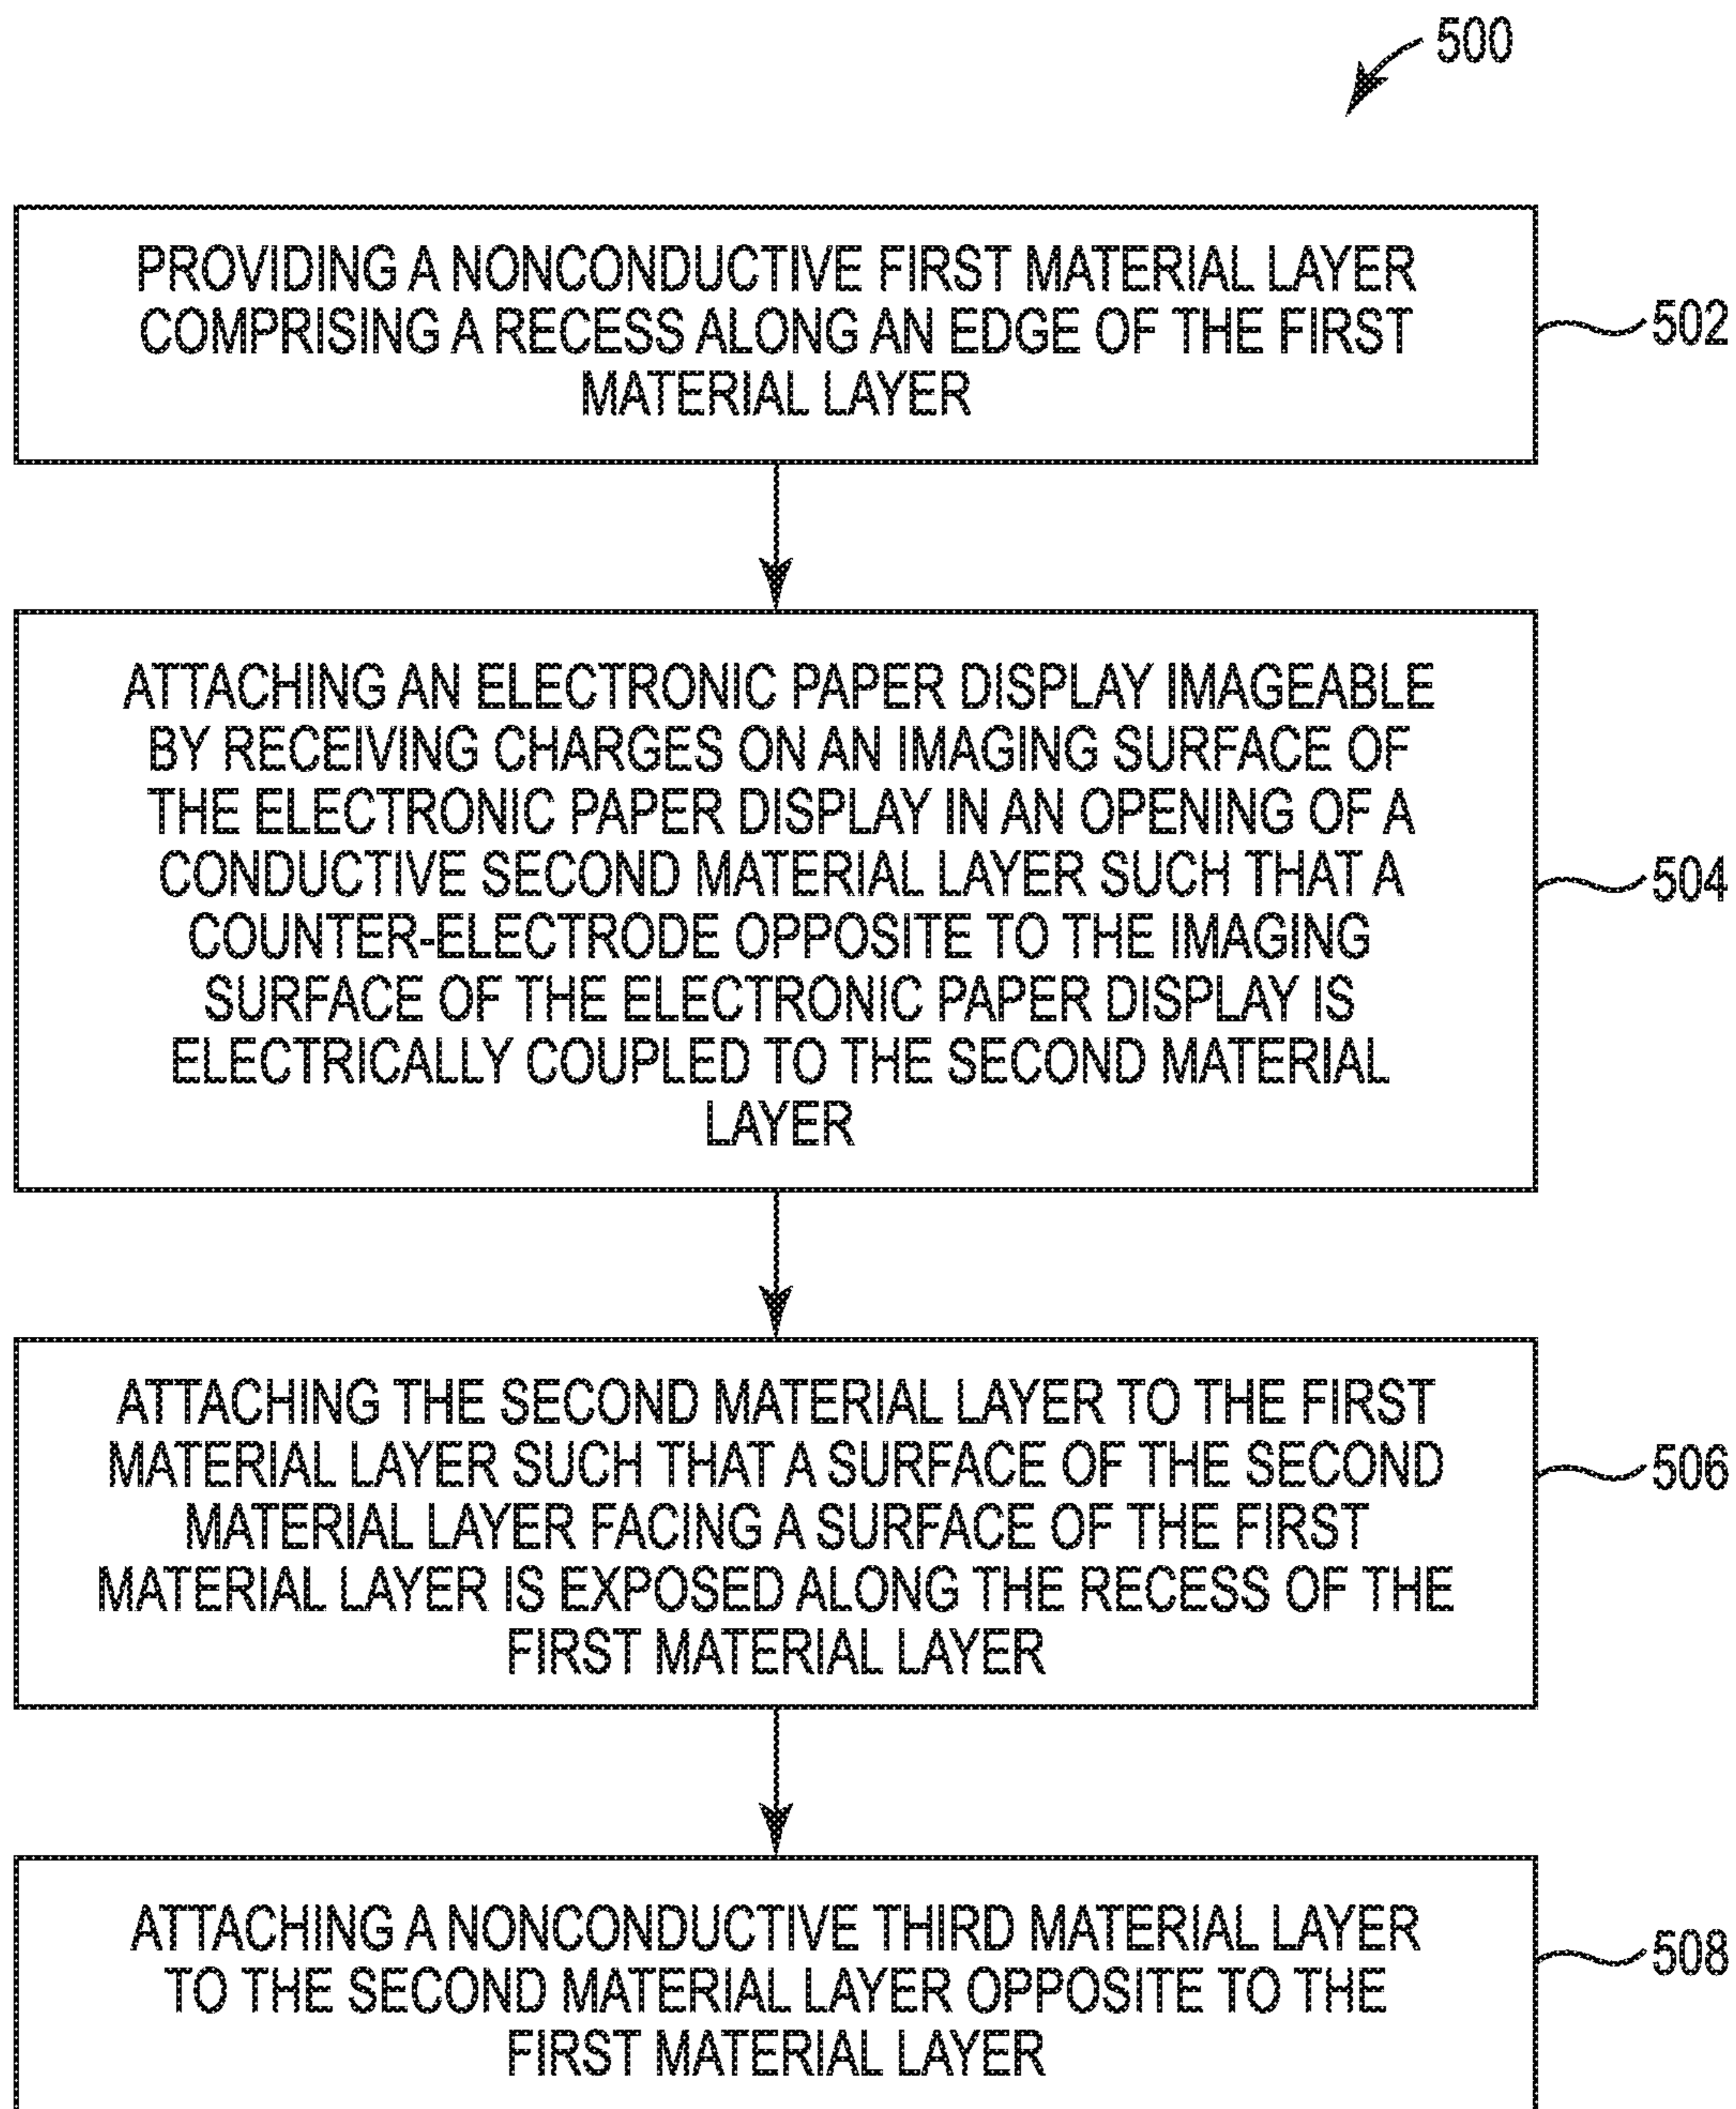 500
PROVIDING A NONCONDUCTIVE FIRST MATERIAL LAYER
COMPRISING A RECESS ALONG AN EDGE OF THE FIRST
MATERIAL LAYER
502
ATTACHING AN ELECTRONIC PAPER DISPLAY IMAGEABLE
BY RECEIVING CHARGES ON AN IMAGING SURFACE OF
THE ELECTRONIC PAPER DISPLAY IN AN OPENING OF A
CONDUCTIVE SECOND MATERIAL LAYER SUCH THAT A
COUNTER-ELECTRODE OPPOSITE TO THE IMAGING
SURFACE OF THE ELECTRONIC PAPER DISPLAY IS
ELECTRICALLY COUPLED TO THE SECOND MATERIAL
LAYER
504
ATTACHING THE SECOND MATERIAL LAYER TO THE FIRST
MATERIAL LAYER SUCH THAT A SURFACE OF THE SECOND
MATERIAL LAYER FACING A SURFACE OF THE FIRST
MATERIAL LAYER IS EXPOSED ALONG THE RECESS OF THE
FIRST MATERIAL LAYER
506
ATTACHING A NONCONDUCTIVE THIRD MATERIAL LAYER
TO THE SECOND MATERIAL LAYER OPPOSITE TO THE
FIRST MATERIAL LAYER
508